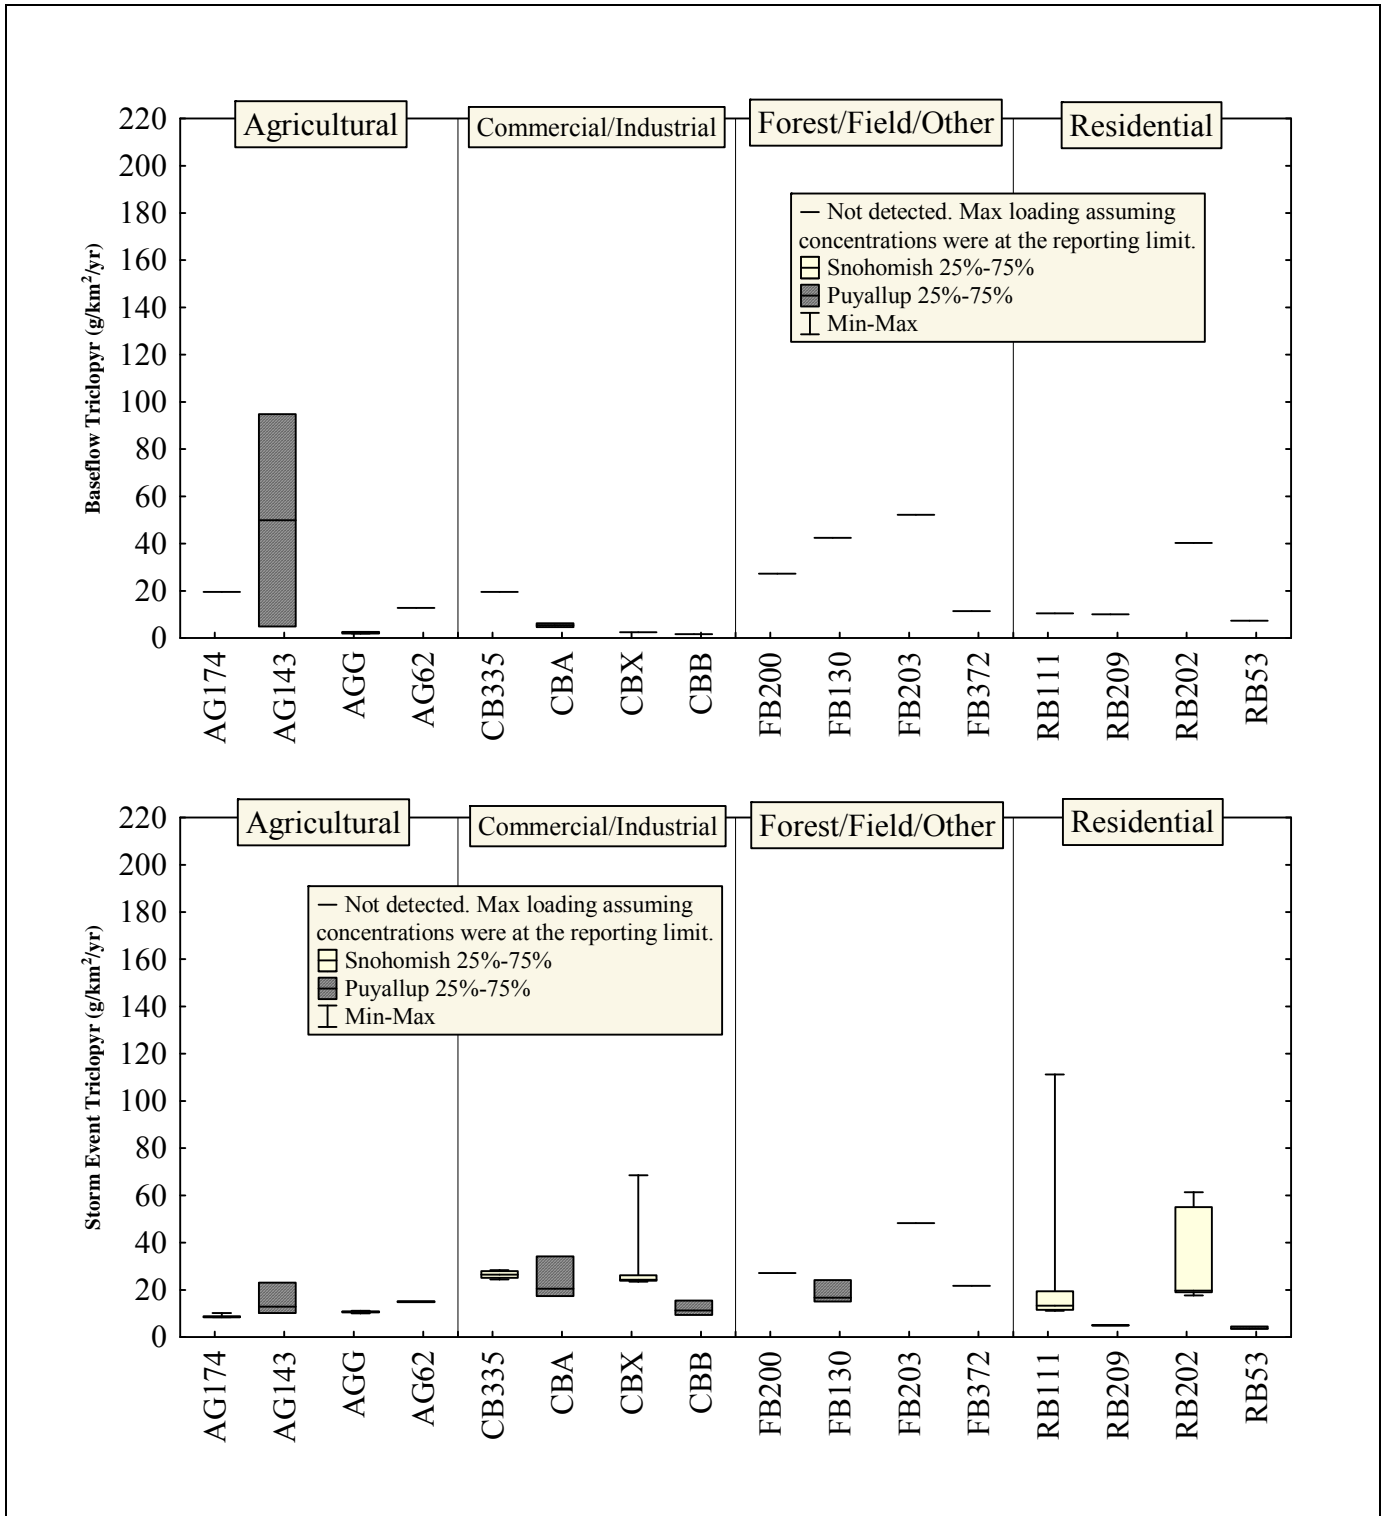 Agricultural
Commercial/Industrial
Forest/Field/Other
Residential
220
200
180
160
140
120
100
80
60
40
20
0
Baseflow Triclopyr (g/km²/yr)
— Not detected. Max loading assuming
concentrations were at the reporting limit.
Snohomish 25%-75%
Puyallup 25%-75%
Min-Max
AG174
AG143
AGG
AG62
CB335
CBA
CBX
CBB
FB200
FB130
FB203
FB372
RB111
RB209
RB202
RB53
Agricultural
Commercial/Industrial
Forest/Field/Other
Residential
220
200
180
160
140
120
100
80
60
40
20
0
Storm Event Triclopyr (g/km²/yr)
— Not detected. Max loading assuming
concentrations were at the reporting limit.
Snohomish 25%-75%
Puyallup 25%-75%
Min-Max
AG174
AG143
AGG
AG62
CB335
CBA
CBX
CBB
FB200
FB130
FB203
FB372
RB111
RB209
RB202
RB53